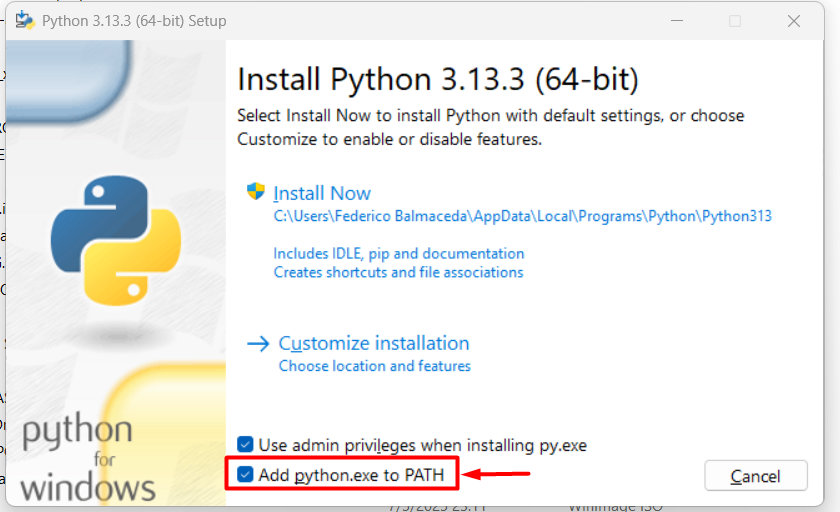 Python 3.13.3 (64-bit) Setup
Install Python 3.13.3 (64-bit)
Select Install Now to install Python with default settings, or choose
Customize to enable or disable features.
Install Now
C:\Users\Federico Balmaceda\AppData\Local\Programs\Python\Python313
Includes IDLE, pip and documentation
Creates shortcuts and file associations
Customize installation
Choose location and features
Use admin privileges when installing py.exe
Add python.exe to PATH
Cancel
python
for
windows